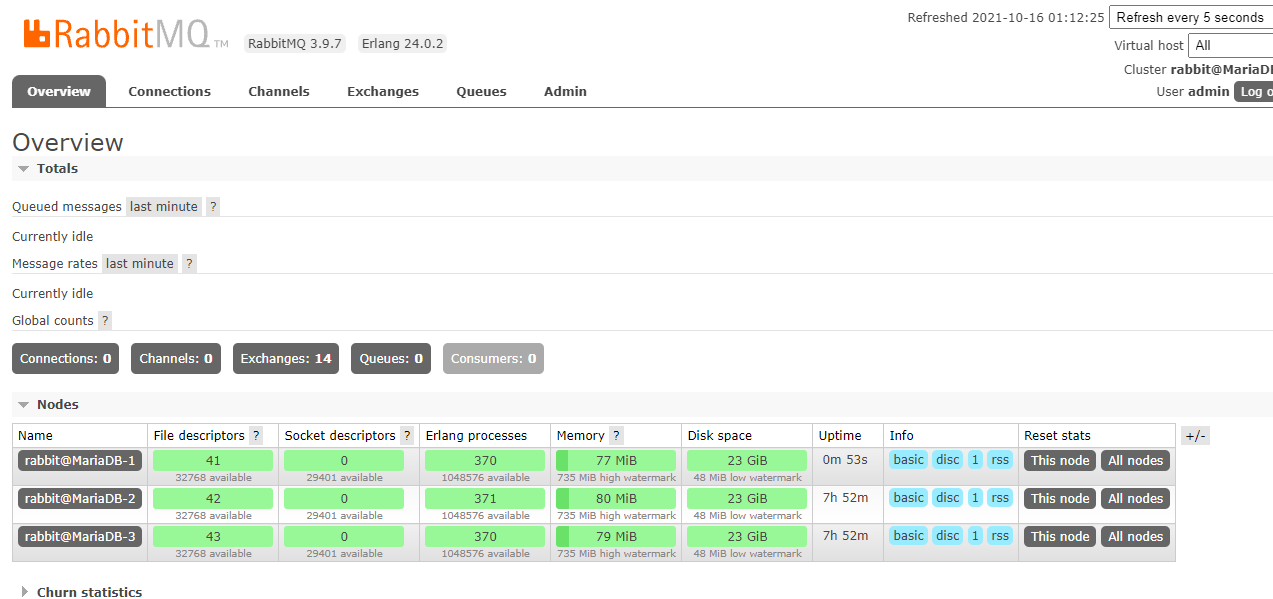 RabbitMQ TM RabbitMQ 3.9.7 Erlang 24.0.2
Refreshed 2021-10-16 01:12:25 Refresh every 5 seconds
Virtual host All
Cluster rabbit@MariaDB
User admin Log o
Overview Connections Channels Exchanges Queues Admin
Overview
Totals
Queued messages last minute ?
Currently idle
Message rates last minute ?
Currently idle
Global counts ?
Connections: 0 Channels: 0 Exchanges: 14 Queues: 0 Consumers: 0
Nodes
Name File descriptors ? Socket descriptors ? Erlang processes Memory ? Disk space Uptime Info Reset stats +/-
rabbit@MariaDB-1 41 0 370 77 MiB 23 GiB 0m 53s basic disc 1 rss This node All nodes
32768 available 29401 available 1048576 available 735 MiB high watermark 48 MiB low watermark
rabbit@MariaDB-2 42 0 371 80 MiB 23 GiB 7h 52m basic disc 1 rss This node All nodes
32768 available 29401 available 1048576 available 735 MiB high watermark 48 MiB low watermark
rabbit@MariaDB-3 43 0 370 79 MiB 23 GiB 7h 52m basic disc 1 rss This node All nodes
32768 available 29401 available 1048576 available 735 MiB high watermark 48 MiB low watermark
Churn statistics